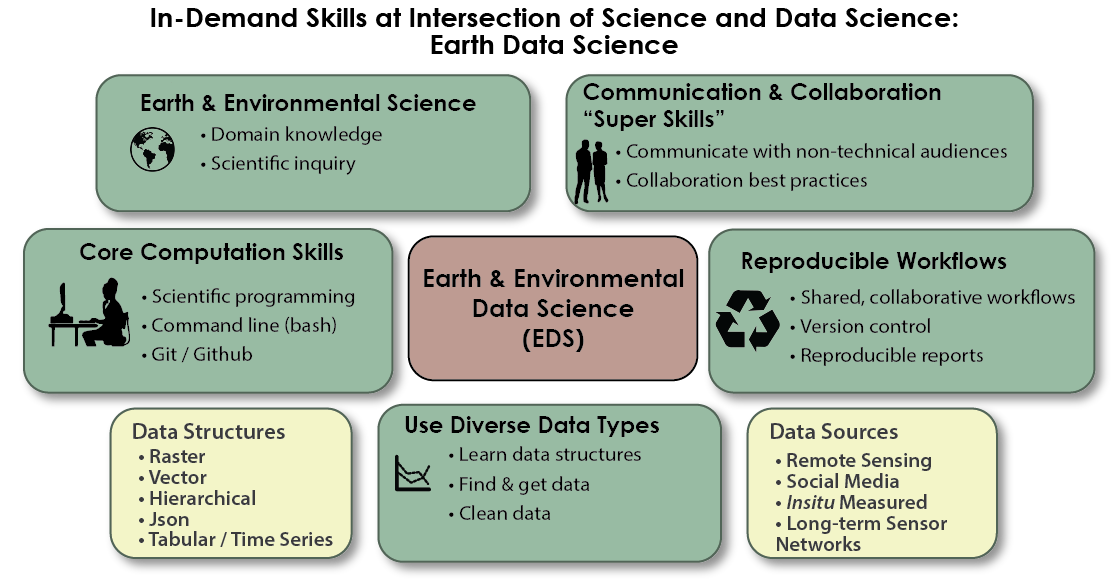 In-Demand Skills at Intersection of Science and Data Science:
Earth Data Science
Earth & Environmental Science
• Domain knowledge
• Scientific inquiry
Communication & Collaboration
“Super Skills”
• Communicate with non-technical audiences
• Collaboration best practices
Core Computation Skills
• Scientific programming
• Command line (bash)
• Git / Github
Earth & Environmental
Data Science
(EDS)
Reproducible Workflows
• Shared, collaborative workflows
• Version control
• Reproducible reports
Data Structures
• Raster
• Vector
• Hierarchical
• Json
• Tabular / Time Series
Use Diverse Data Types
• Learn data structures
• Find & get data
• Clean data
Data Sources
• Remote Sensing
• Social Media
• Insitu Measured
• Long-term Sensor
Networks